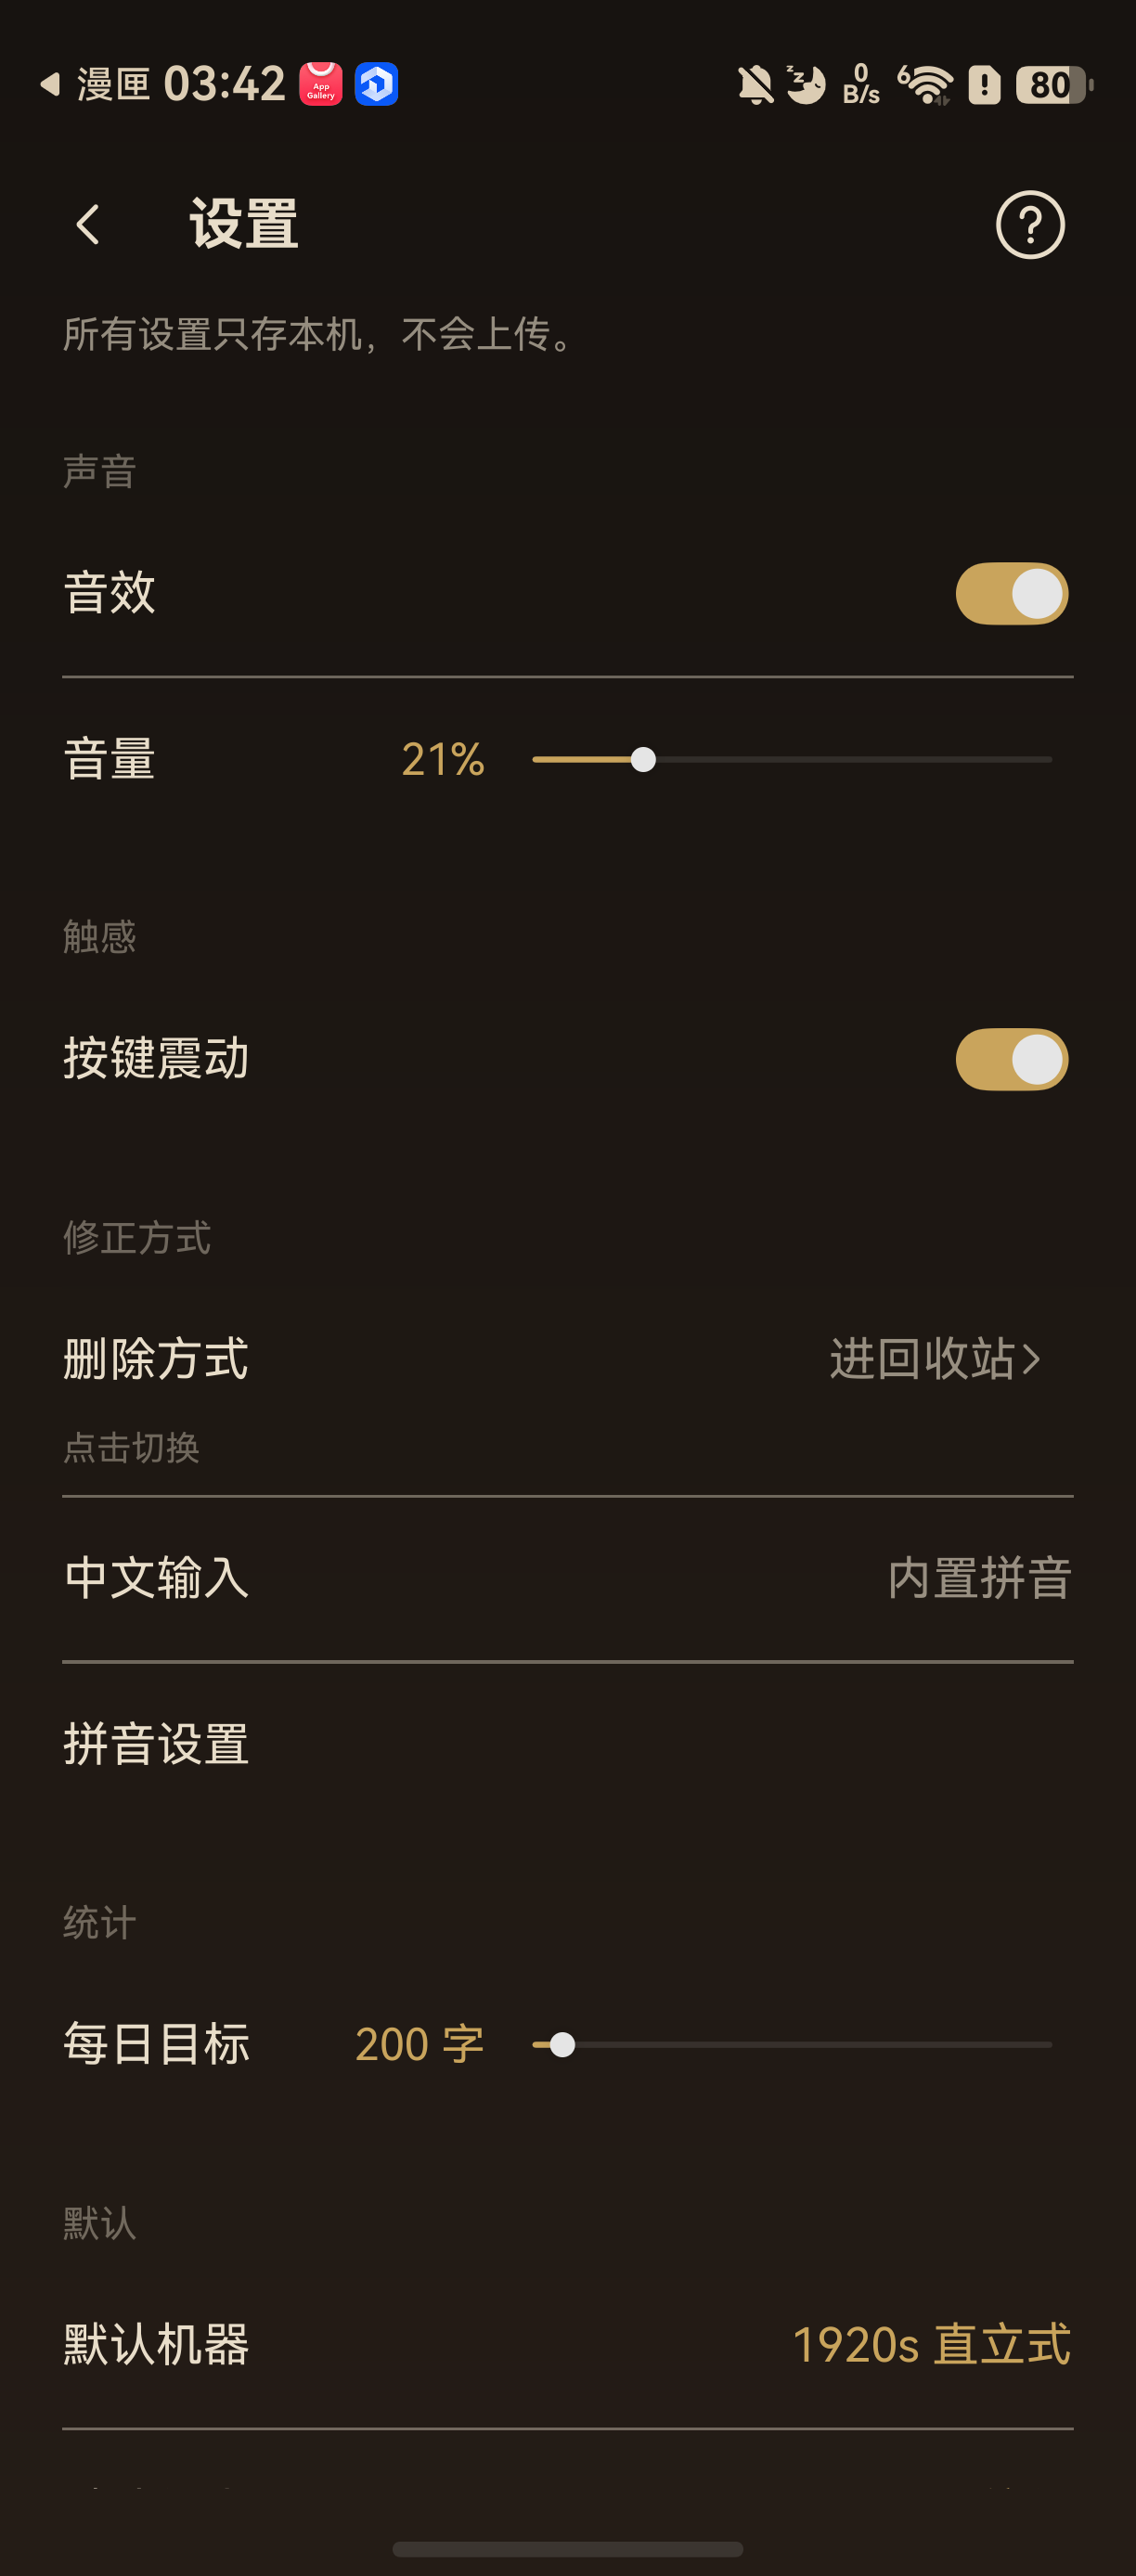 漫匣 03:42 App Gallery 0 B/s 6 80
设置
所有设置只存本机，不会上传。
声音
音效
音量 21%
触感
按键震动
修正方式
删除方式 进回收站
点击切换
中文输入 内置拼音
拼音设置
统计
每日目标 200 字
默认
默认机器 1920s 直立式